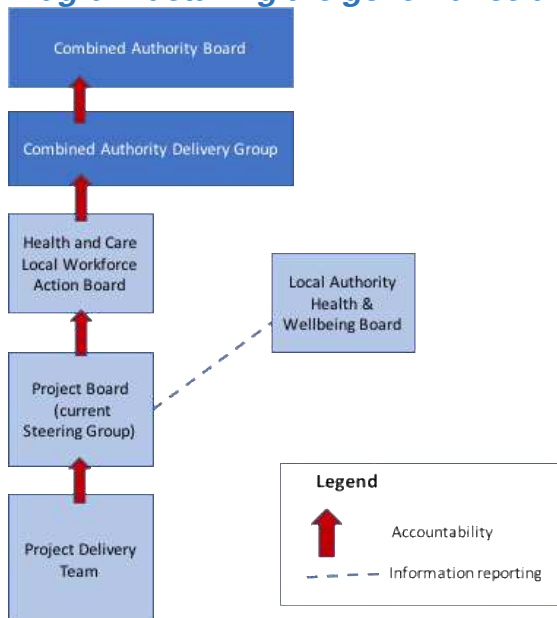 Combined Authority Board
Combined Authority Delivery Group
Health and Care
Local Workforce
Action Board
Local Authority
Health &
Wellbeing Board
Project Board
(current
Steering Group)
Project Delivery
Team
Legend
Accountability
Information reporting